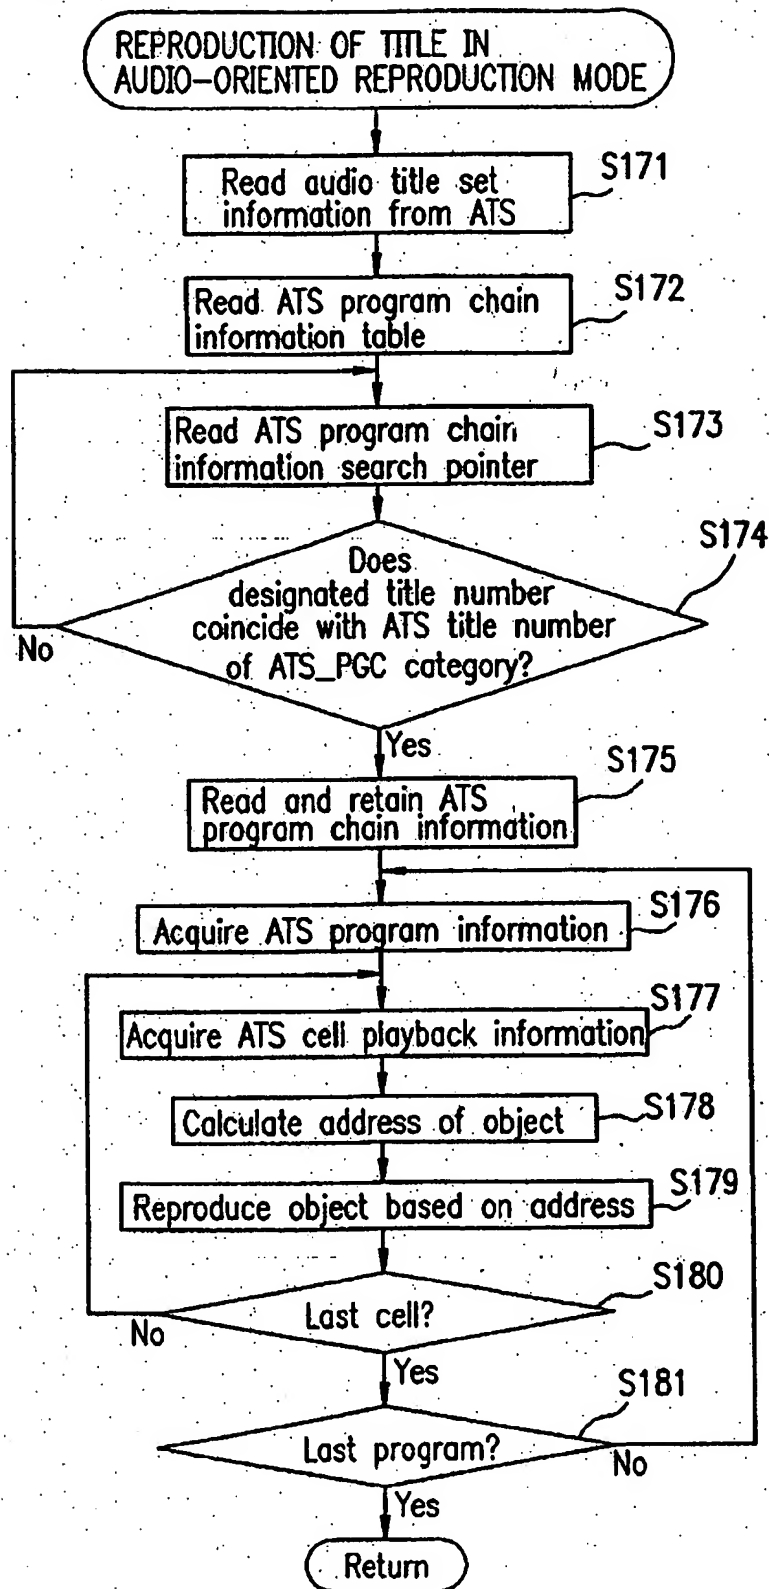 REPRODUCTION OF TITLE IN
AUDIO-ORIENTED REPRODUCTION MODE
S171
Read audio title set
information from ATS
S172
Read ATS program chain
information table
S173
Read ATS program chain
information search pointer
S174
Does
designated title number
coincide with ATS title number
of ATS_PGC category?
No
Yes
S175
Read and retain ATS
program chain information
S176
Acquire ATS program information
S177
Acquire ATS cell playback information
S178
Calculate address of object
S179
Reproduce object based on address
S180
Last cell?
No
Yes
S181
Last program?
No
Yes
Return